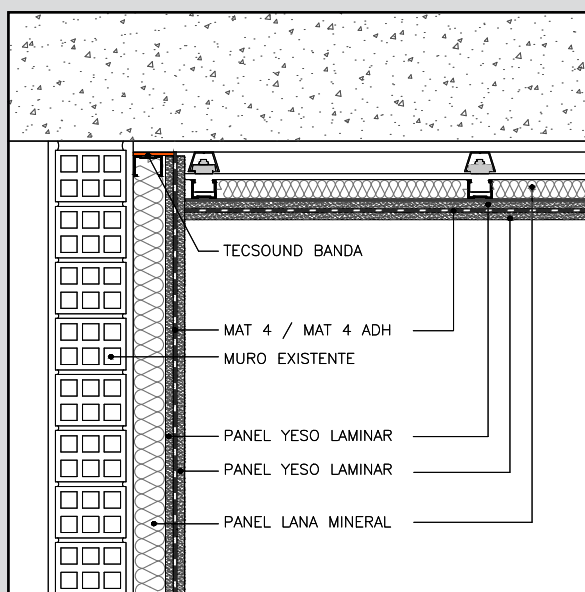 TECSOUND BANDA
MAT 4 / MAT 4 ADH
MURO EXISTENTE
PANEL YESO LAMINAR
PANEL YESO LAMINAR
PANEL LANA MINERAL